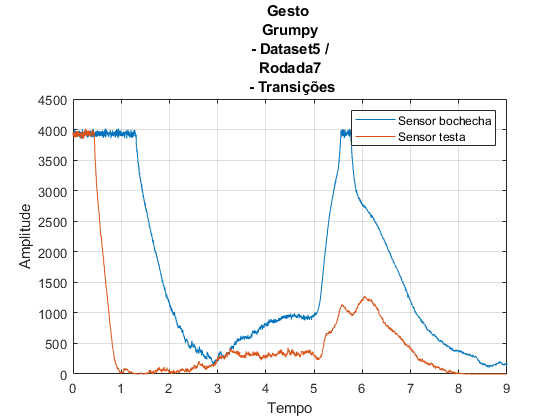 Gesto
Grumpy
- Dataset5 /
Rodada7
- Transições
Sensor bochecha
Sensor testa
Amplitude
4500
4000
3500
3000
2500
2000
1500
1000
500
0
0 1 2 3 4 5 6 7 8 9
Tempo